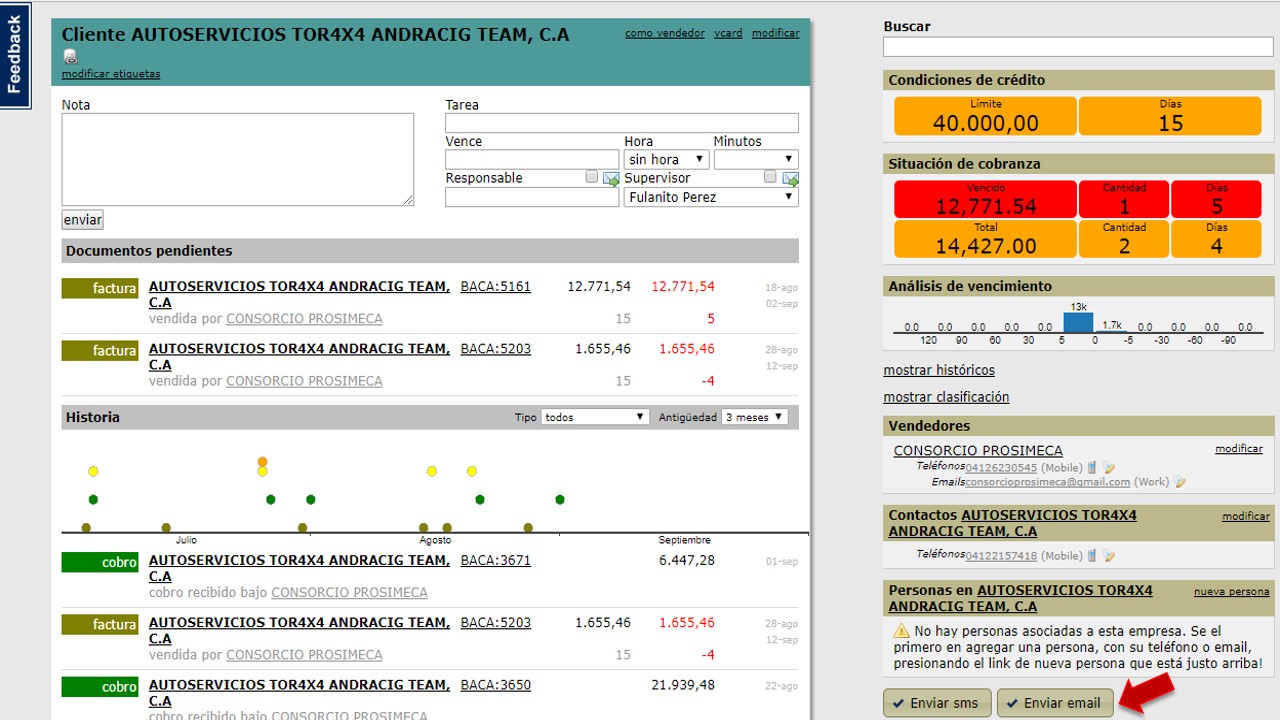 Feedback
Cliente AUTOSERVICIOS TOR4X4 ANDRACIG TEAM, C.A
como vendedor vcard modificar
modificar etiquetas
Nota
enviar
Tarea
Vence Hora Minutos
sin hora
Responsable Supervisor
Fulanito Perez
Documentos pendientes
factura AUTOSERVICIOS TOR4X4 ANDRACIG TEAM, BACA:5161 12.771,54 12.771,54 18-ago
C.A 02-sep
vendida por CONSORCIO PROSIMECA 15 5
factura AUTOSERVICIOS TOR4X4 ANDRACIG TEAM, BACA:5203 1.655,46 1.655,46 28-ago
C.A 12-sep
vendida por CONSORCIO PROSIMECA 15 -4
Historia Tipo todos Antigüedad 3 meses
Julio Agosto Septiembre
cobro AUTOSERVICIOS TOR4X4 ANDRACIG TEAM, BACA:3671 6.447,28 01-sep
C.A
cobro recibido bajo CONSORCIO PROSIMECA
factura AUTOSERVICIOS TOR4X4 ANDRACIG TEAM, BACA:5203 1.655,46 1.655,46 28-ago
C.A 12-sep
vendida por CONSORCIO PROSIMECA 15 -4
cobro AUTOSERVICIOS TOR4X4 ANDRACIG TEAM, BACA:3650 21.939,48 22-ago
C.A
cobro recibido bajo CONSORCIO PROSIMECA
Buscar
Condiciones de crédito
Límite Días
40.000,00 15
Situación de cobranza
Vencido Cantidad Días
12,771.54 1 5
Total Cantidad Días
14,427.00 2 4
Análisis de vencimiento
0.0 0.0 0.0 0.0 13k 1.7k 0.0 0.0 0.0 0.0
120 90 60 30 5 0 -5 -30 -60 -90
mostrar históricos
mostrar clasificación
Vendedores
CONSORCIO PROSIMECA modificar
Teléfonos 04126230545 (Mobile)
Emails consorcioprosimeca@gmail.com (Work)
Contactos AUTOSERVICIOS TOR4X4 modificar
ANDRACIG TEAM, C.A
Teléfonos 04122157418 (Mobile)
Personas en AUTOSERVICIOS TOR4X4 nueva persona
ANDRACIG TEAM, C.A
No hay personas asociadas a esta empresa. Se el
primero en agregar una persona, con su teléfono o email,
presionando el link de nueva persona que está justo arriba!
Enviar sms Enviar email